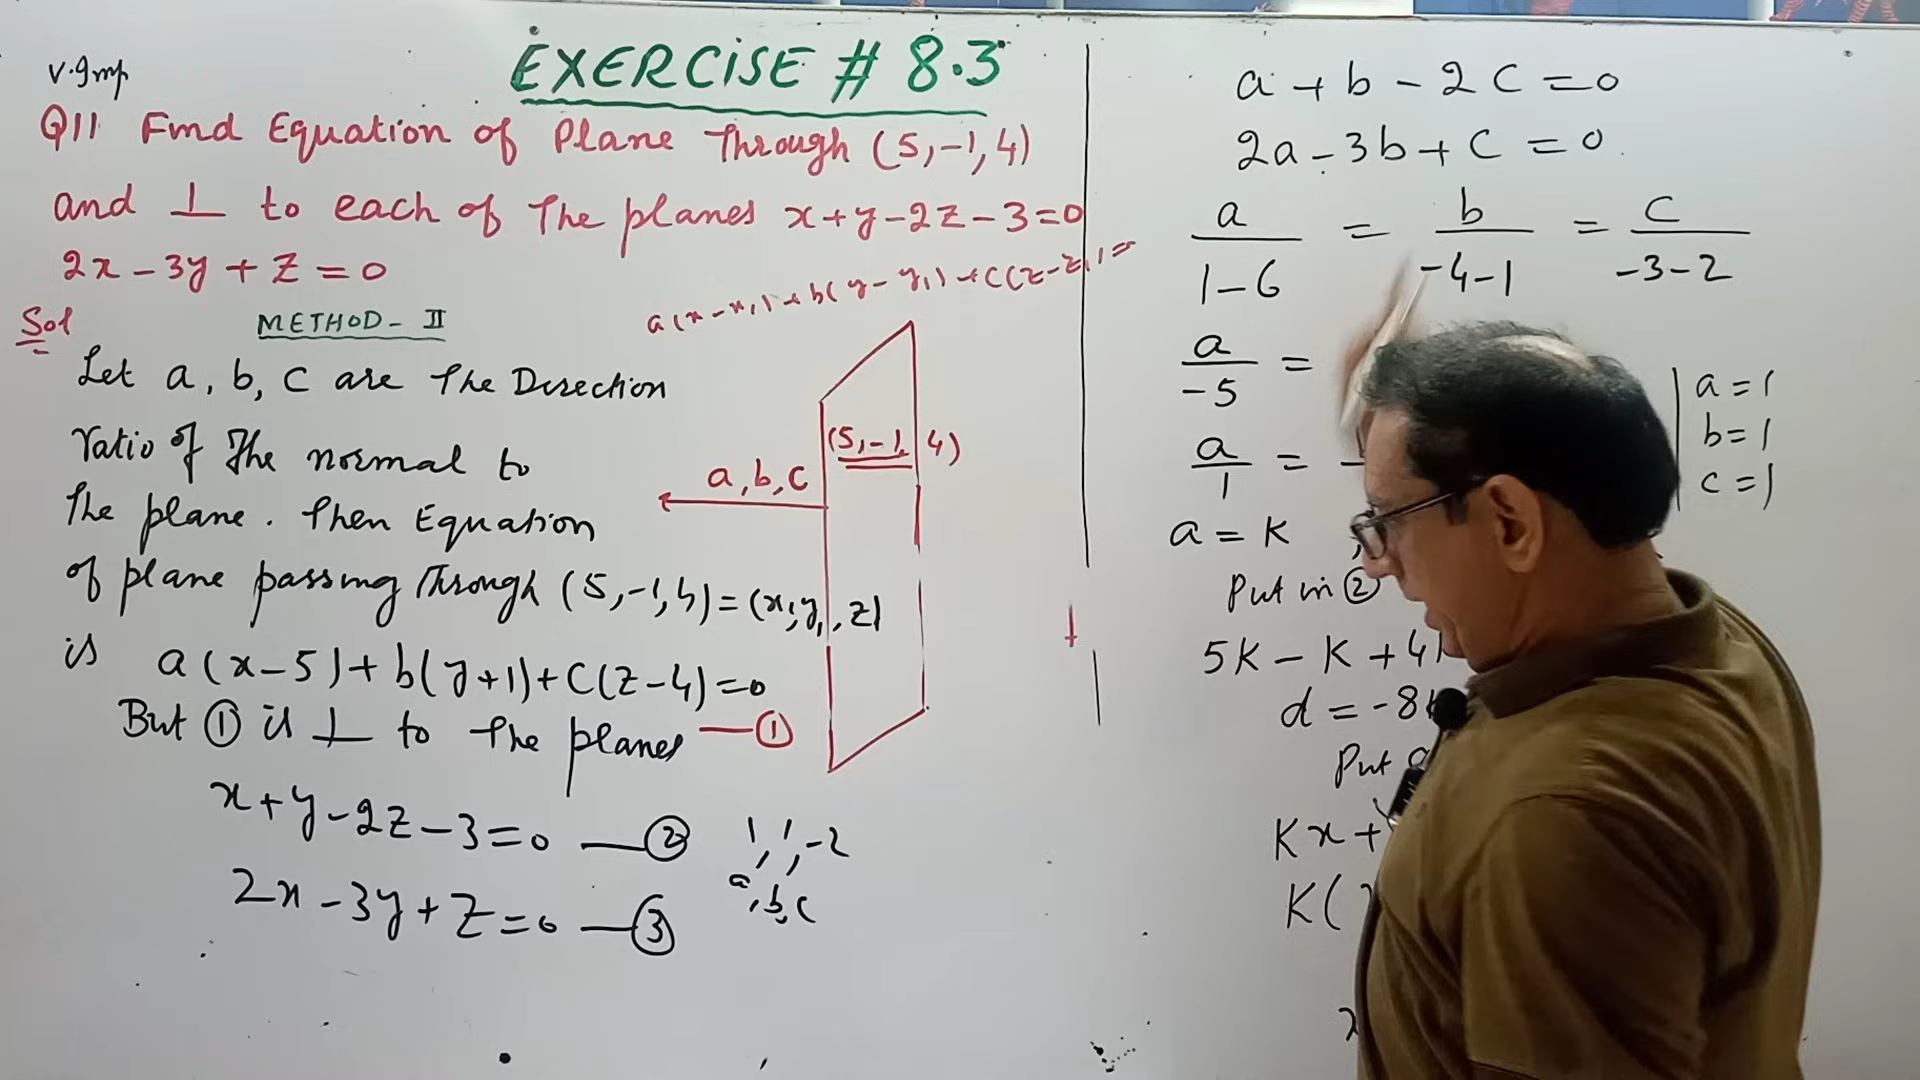 EXERCISE # 8.3
V.Imp
Q11 Find Equation of Plane Through (5,-1,4)
and ⊥ to each of The planes x+y-2z-3=0
2x-3y+z=0
Sol
METHOD-II
a(x-x₁)+b(y-y₁)+c(z-z₁)=
Let a, b, c are The Direction
ratio of The normal to
The plane. Then Equation
of plane passing Through (5,-1,4)=(x₁,y₁,z)
is a(x-5)+b(y+1)+c(z-4)=0
But ① is ⊥ to The planes —①
x+y-2z-3=0 —②
2x-3y+z=0 —③
1,1,-2
a,b,c
(5,-1,4)
a,b,c
a+b-2c=0
2a-3b+c=0
a/1-6 = b/-4-1 = c/-3-2
a/-5 =
a/1 =
a=1
b=1
c=1
a=K ,
Put in ②
5K-K+4
d=-8
Put
Kx+
K(